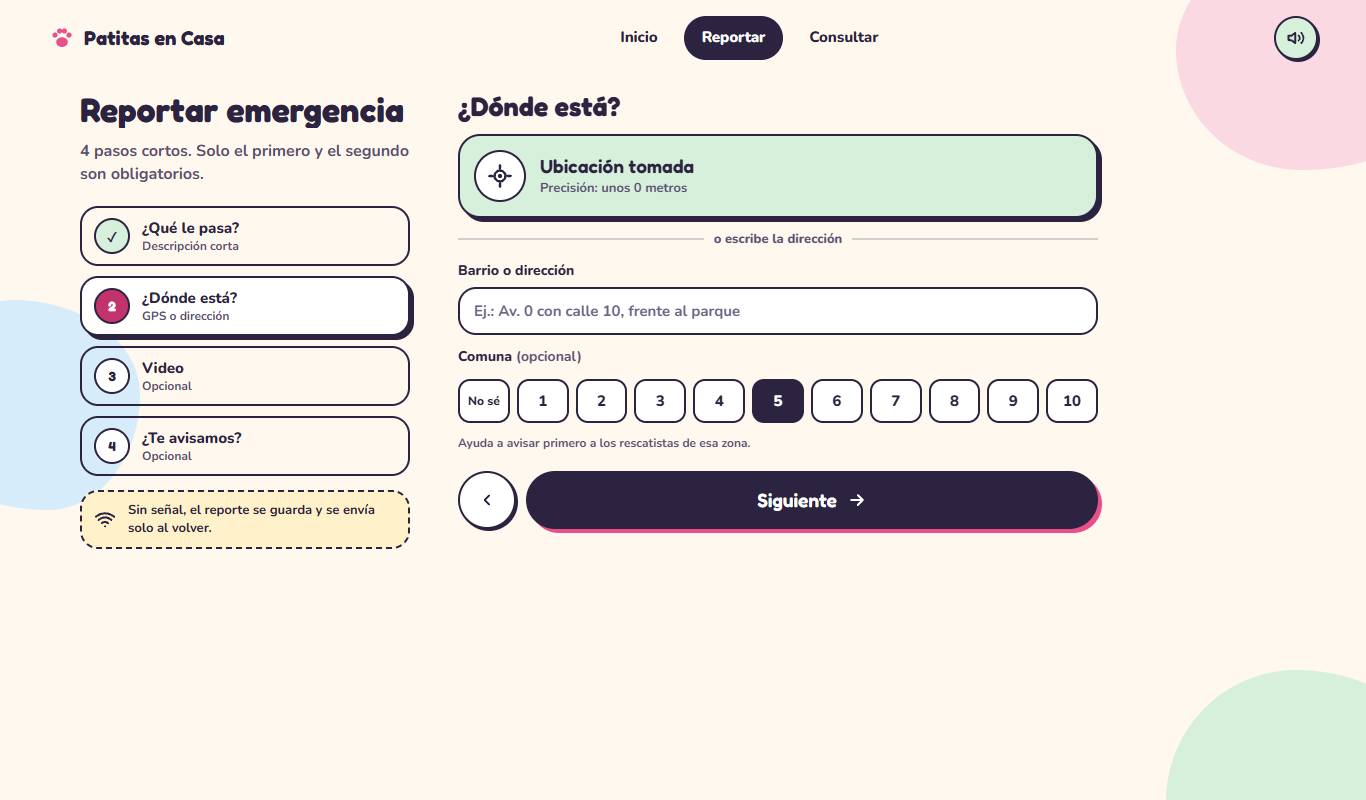 Patitas en Casa
Inicio
Reportar
Consultar
Reportar emergencia
4 pasos cortos. Solo el primero y el segundo
son obligatorios.
✓
¿Qué le pasa?
Descripción corta
2
¿Dónde está?
GPS o dirección
3
Video
Opcional
4
¿Te avisamos?
Opcional
Sin señal, el reporte se guarda y se envía
solo al volver.
¿Dónde está?
Ubicación tomada
Precisión: unos 0 metros
o escribe la dirección
Barrio o dirección
Ej.: Av. 0 con calle 10, frente al parque
Comuna (opcional)
No sé 1 2 3 4 5 6 7 8 9 10
Ayuda a avisar primero a los rescatistas de esa zona.
Siguiente →